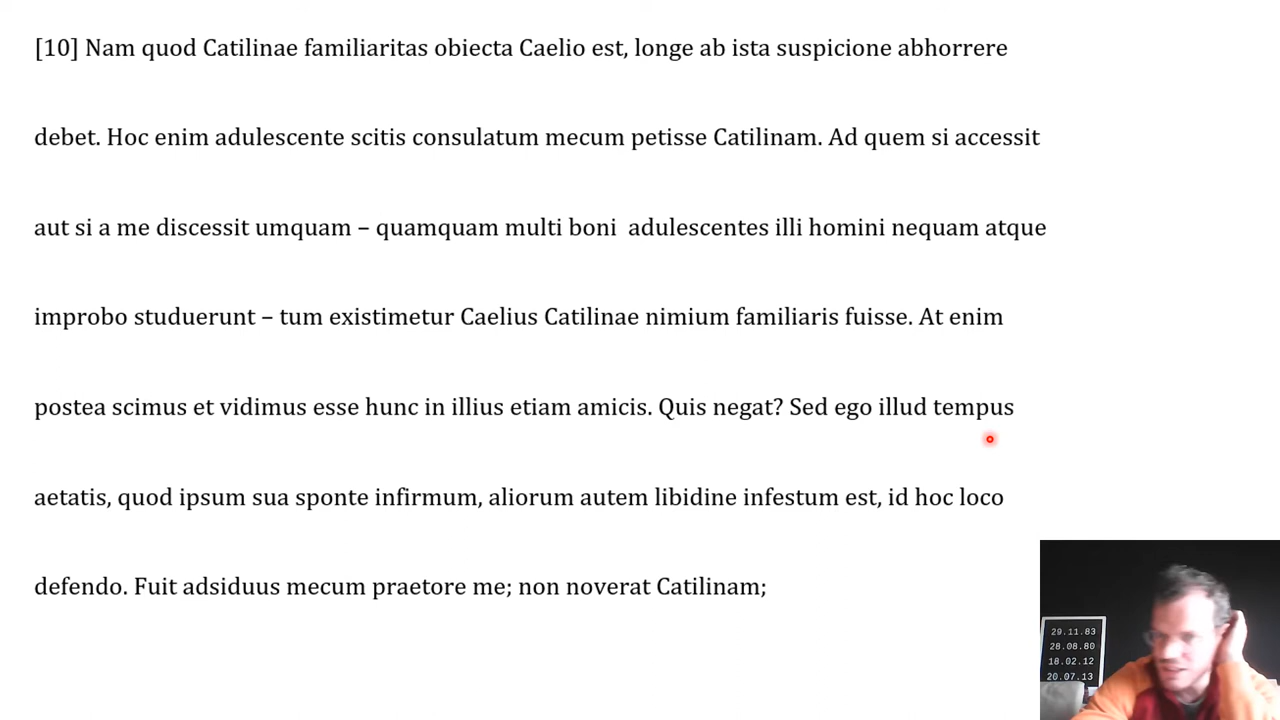 [10] Nam quod Catilinae familiaritas obiecta Caelio est, longe ab ista suspicione abhorrere
debet. Hoc enim adulescente scitis consulatum mecum petisse Catilinam. Ad quem si accessit
aut si a me discessit umquam – quamquam multi boni  adulescentes illi homini nequam atque
improbo studuerunt – tum existimetur Caelius Catilinae nimium familiaris fuisse. At enim
postea scimus et vidimus esse hunc in illius etiam amicis. Quis negat? Sed ego illud tempus
aetatis, quod ipsum sua sponte infirmum, aliorum autem libidine infestum est, id hoc loco
defendo. Fuit adsiduus mecum praetore me; non noverat Catilinam;
29.11.83
28.08.80
18.02.12
20.07.13